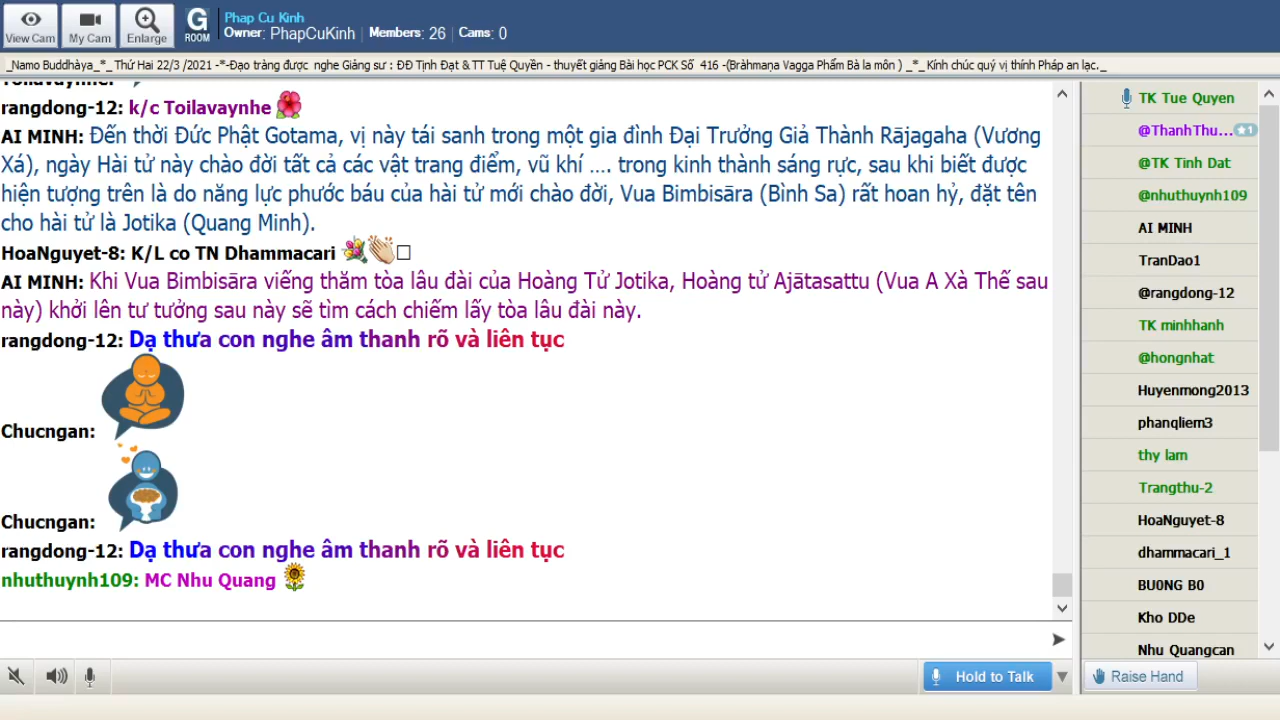 View Cam
My Cam
Enlarge
G
ROOM
Phap Cu Kinh
Owner: PhapCuKinh | Members: 26 | Cams: 0
_Namo Buddhàya_*_ Thứ Hai 22/3 /2021 -*-Đạo tràng được nghe Giảng sư : ĐĐ Tịnh Đạt & TT Tuệ Quyền - thuyết giảng Bài học PCK Số 416 -(Bràhmaṇa Vagga Phẩm Bà la môn ) _*_ Kính chúc quý vị thính Pháp an lạc._
rangdong-12: k/c Toilavaynhe
AI MINH: Đến thời Đức Phật Gotama, vị này tái sanh trong một gia đình Đại Trưởng Giả Thành Rājagaha (Vương
Xá), ngày Hài tử này chào đời tất cả các vật trang điểm, vũ khí …. trong kinh thành sáng rực, sau khi biết được
hiện tượng trên là do năng lực phước báu của hài tử mới chào đời, Vua Bimbisāra (Bình Sa) rất hoan hỷ, đặt tên
cho hài tử là Jotika (Quang Minh).
HoaNguyet-8: K/L co TN Dhammacari
AI MINH: Khi Vua Bimbisāra viếng thăm tòa lâu đài của Hoàng Tử Jotika, Hoàng tử Ajātasattu (Vua A Xà Thế sau
này) khởi lên tư tưởng sau này sẽ tìm cách chiếm lấy tòa lâu đài này.
rangdong-12: Dạ thưa con nghe âm thanh rõ và liên tục
Chucngan:
Chucngan:
rangdong-12: Dạ thưa con nghe âm thanh rõ và liên tục
nhuthuynh109: MC Nhu Quang
TK Tue Quyen
@ThanhThu... ★1
@TK Tinh Dat
@nhuthuynh109
AI MINH
TranDao1
@rangdong-12
TK minhhanh
@hongnhat
Huyenmong2013
phanqliem3
thy lam
Trangthu-2
HoaNguyet-8
dhammacari_1
BU0NG B0
Kho DDe
Nhu Quangcan
Hold to Talk
Raise Hand